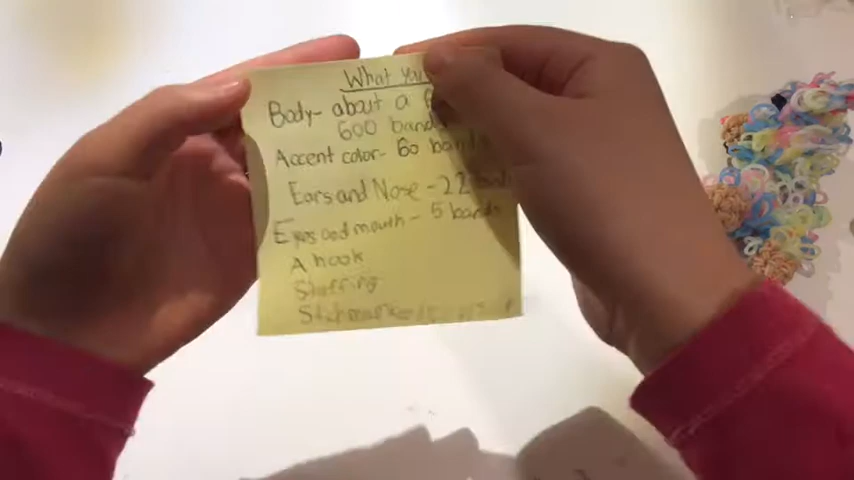 What you
Body- about a
600 band
Accent color- 60 bands
Ears and Nose - 22
Eyes and mouth - 5 bands
A hook
Stuffing